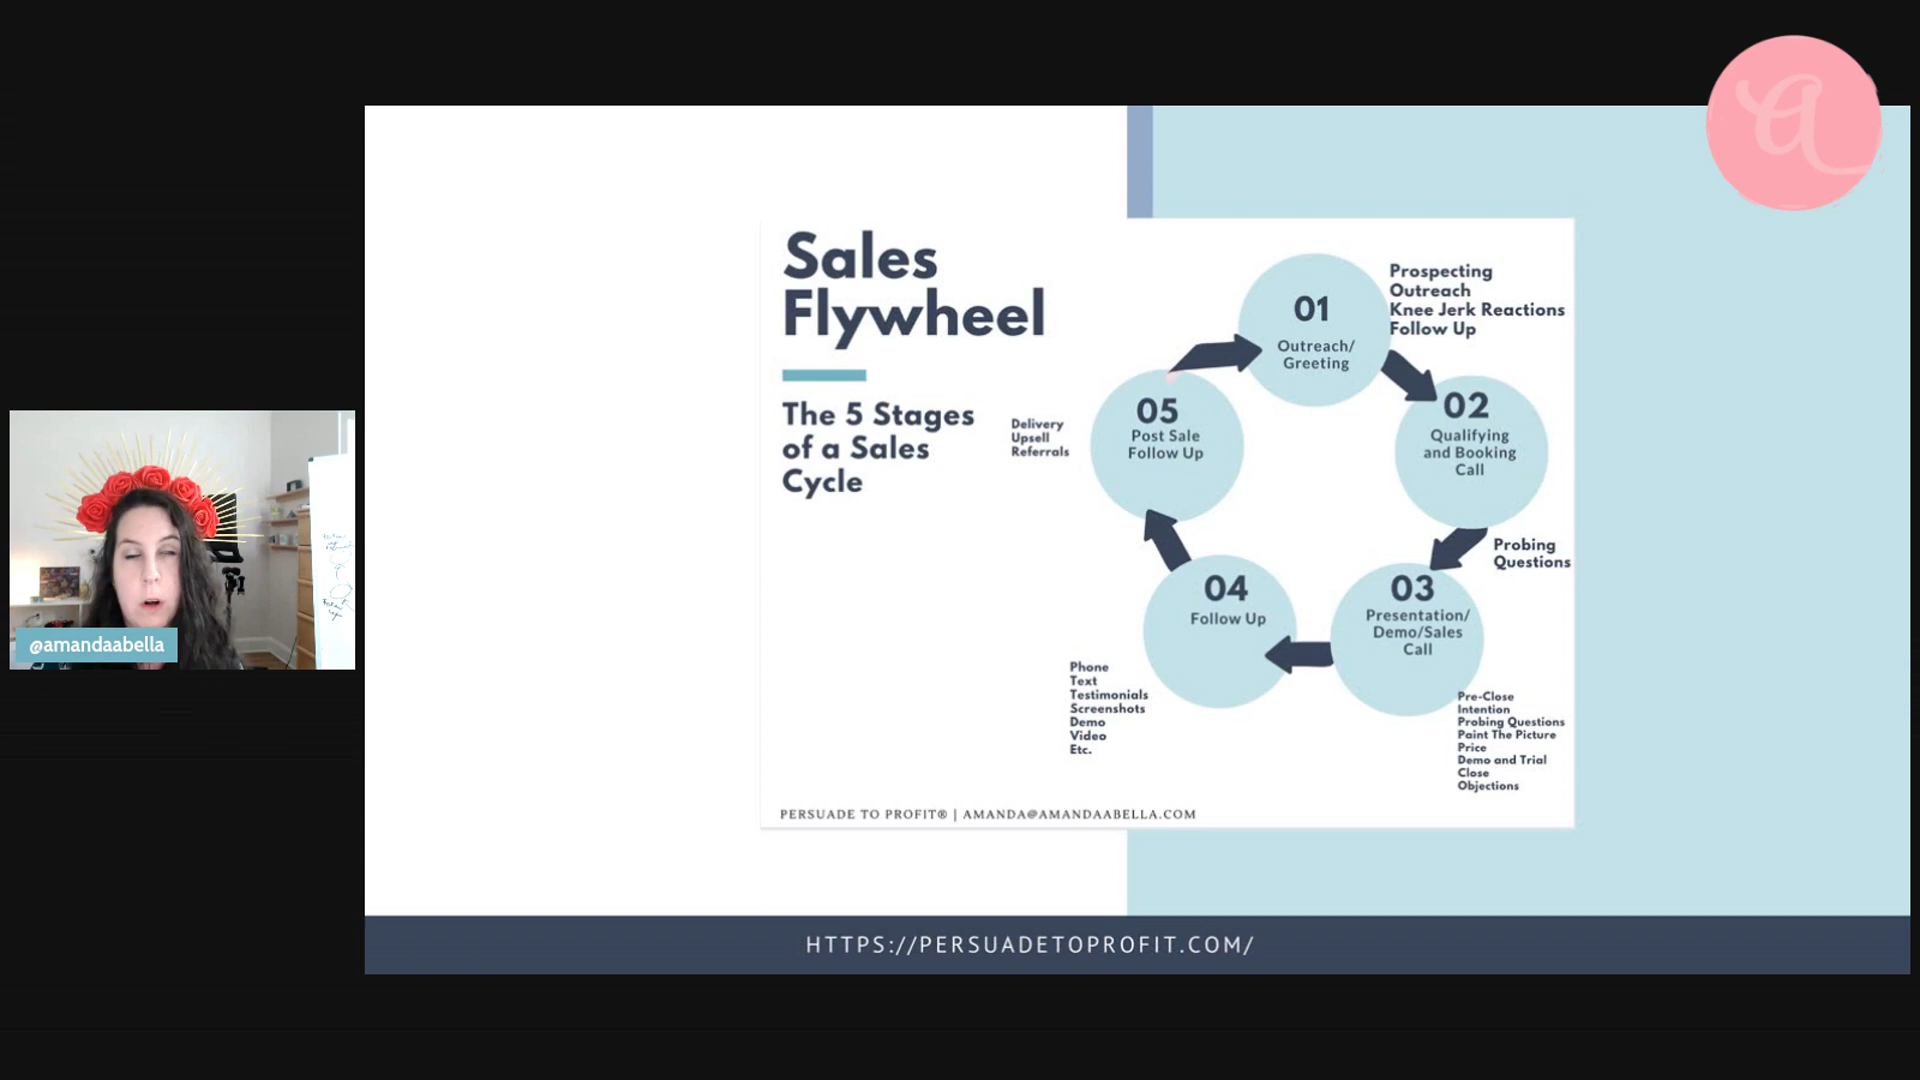 Sales
Flywheel
The 5 Stages
of a Sales
Cycle
01
Outreach/
Greeting
Prospecting
Outreach
Knee Jerk Reactions
Follow Up
02
Qualifying
and Booking
Call
Probing
Questions
03
Presentation/
Demo/Sales
Call
Pre-Close
Intention
Probing Questions
Paint The Picture
Price
Demo and Trial
Close
Objections
04
Follow Up
Phone
Text
Testimonials
Screenshots
Demo
Video
Etc.
05
Post Sale
Follow Up
Delivery
Upsell
Referrals
PERSUADE TO PROFIT® | AMANDA@AMANDAABELLA.COM
HTTPS://PERSUADETOPROFIT.COM/
@amandaabella
a